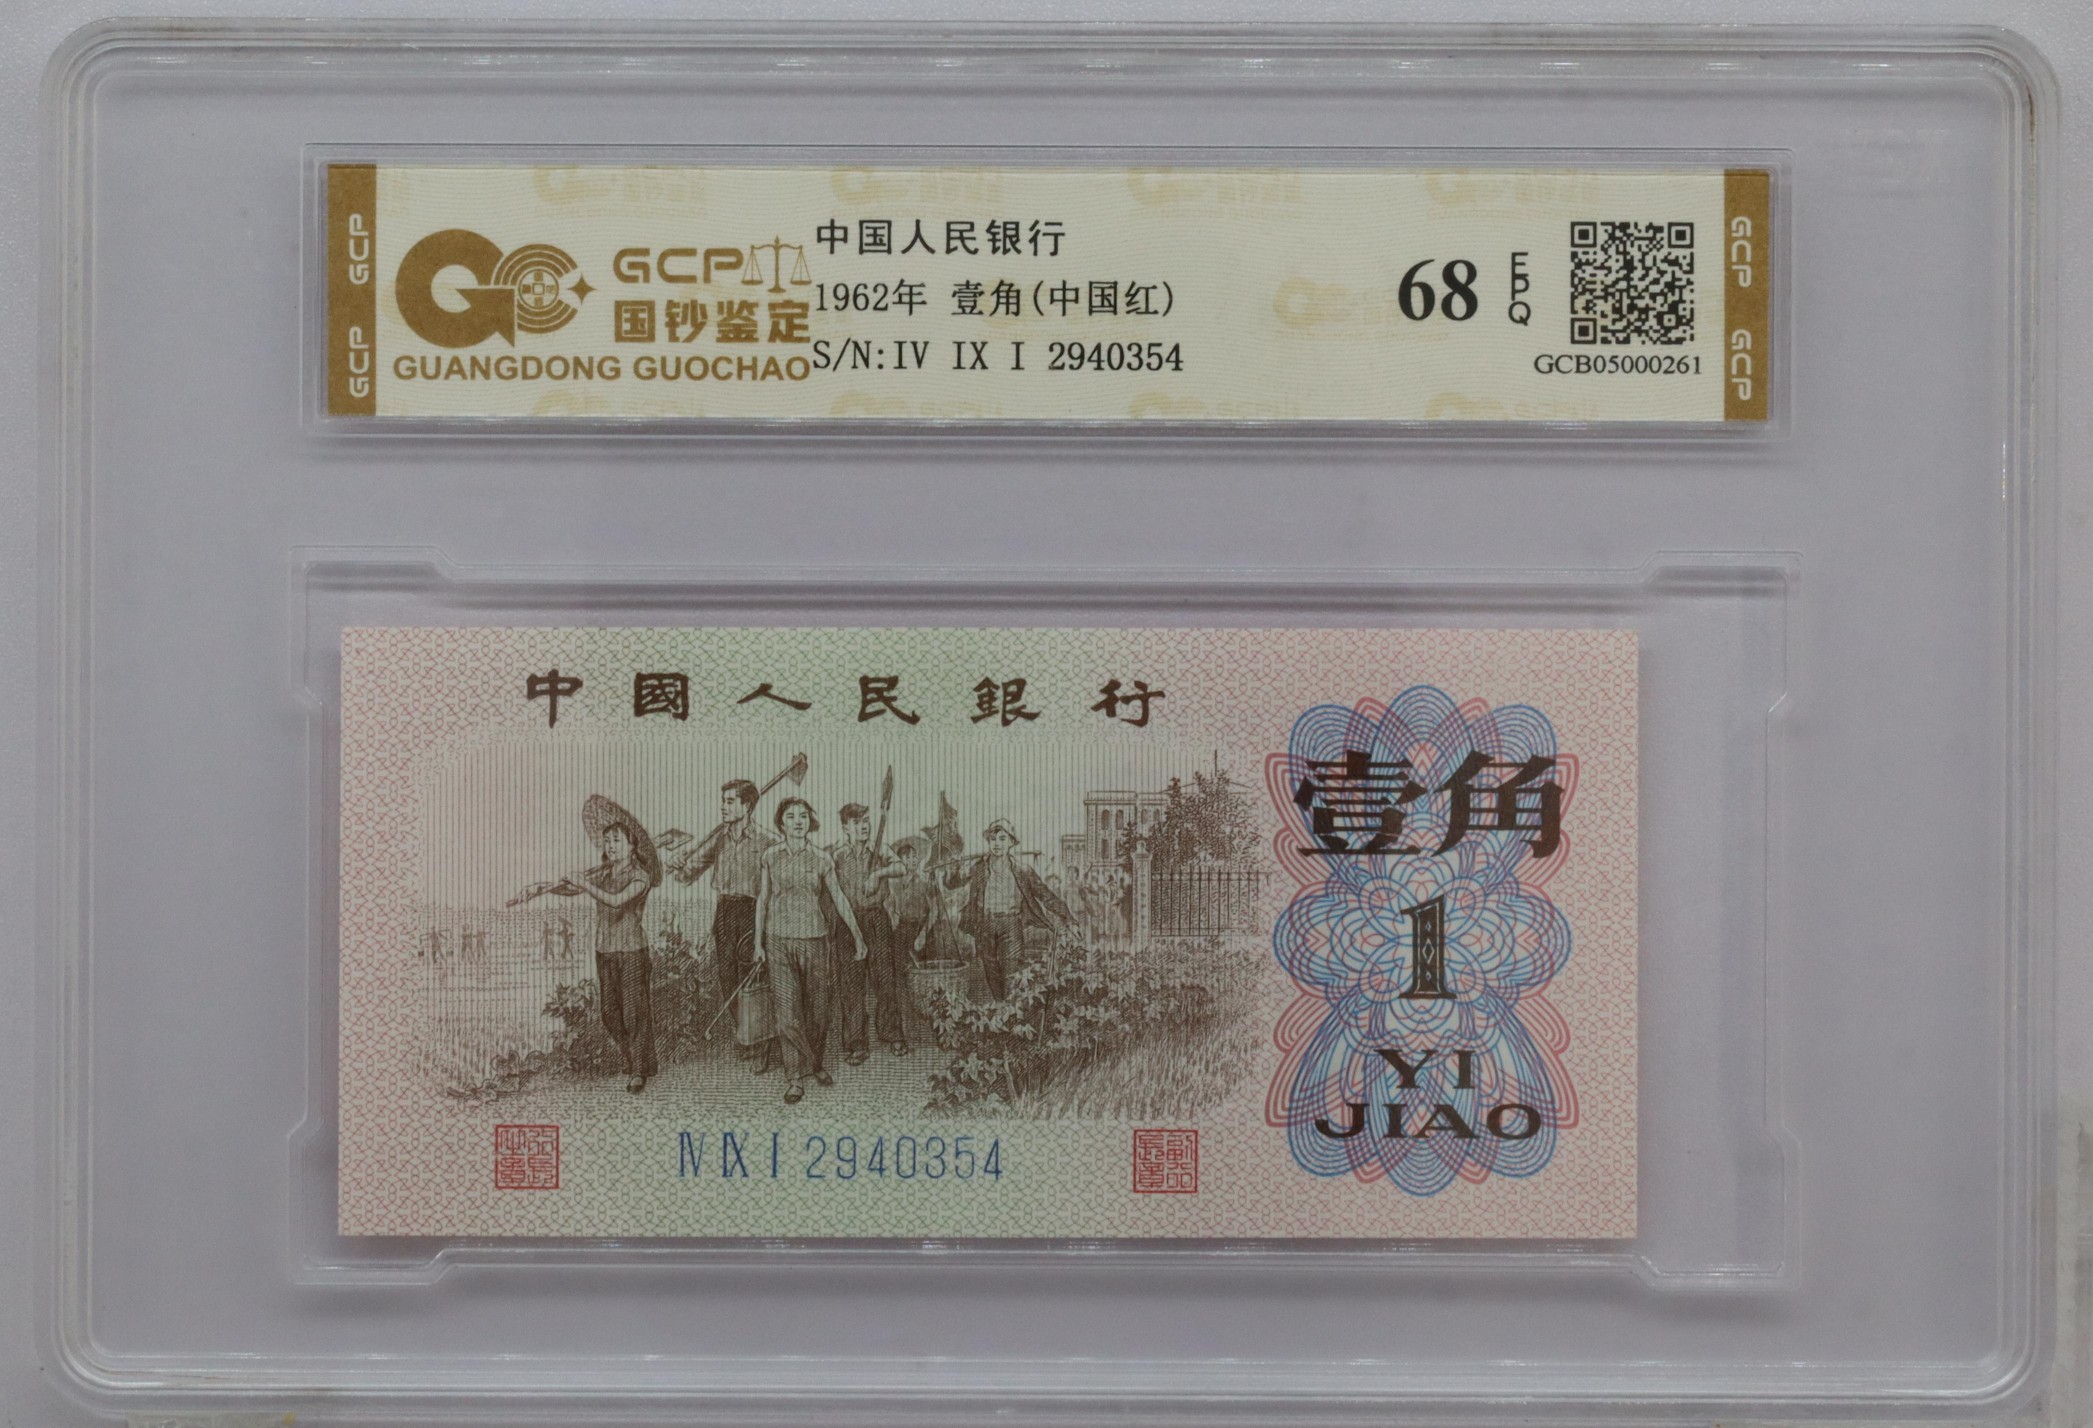 GCP GCP
GCP
国钞鉴定
GUANGDONG GUOCHAO
中国人民银行
1962年 壹角(中国红)
S/N:IV IX I 2940354
68
EPQ
GCB05000261
GCP GCP
中國人民銀行
壹角
1
YI
JIAO
Ⅳ Ⅸ Ⅰ 2940354